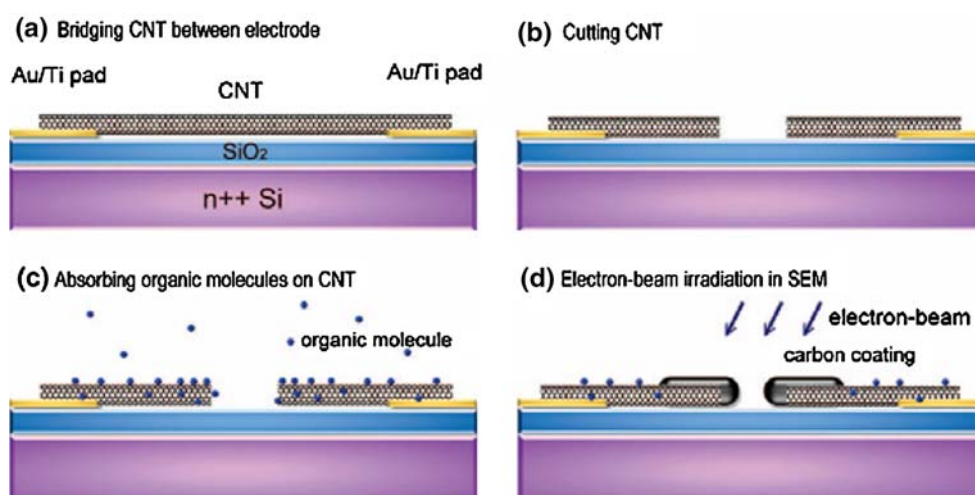 (a) Bridging CNT between electrode
Au/Ti pad
Au/Ti pad
CNT
SiO₂
n++ Si
(b) Cutting CNT
(c) Absorbing organic molecules on CNT
organic molecule
(d) Electron-beam irradiation in SEM
electron-beam
carbon coating